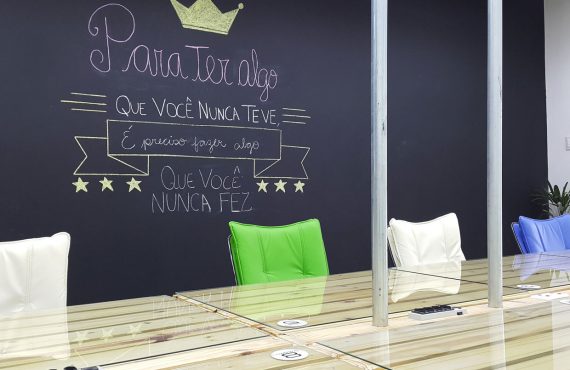 Para Ter algo
QUE VOCÊ NUNCA TEVE,
É preciso fazer algo
QUE VOCÊ
NUNCA FEZ